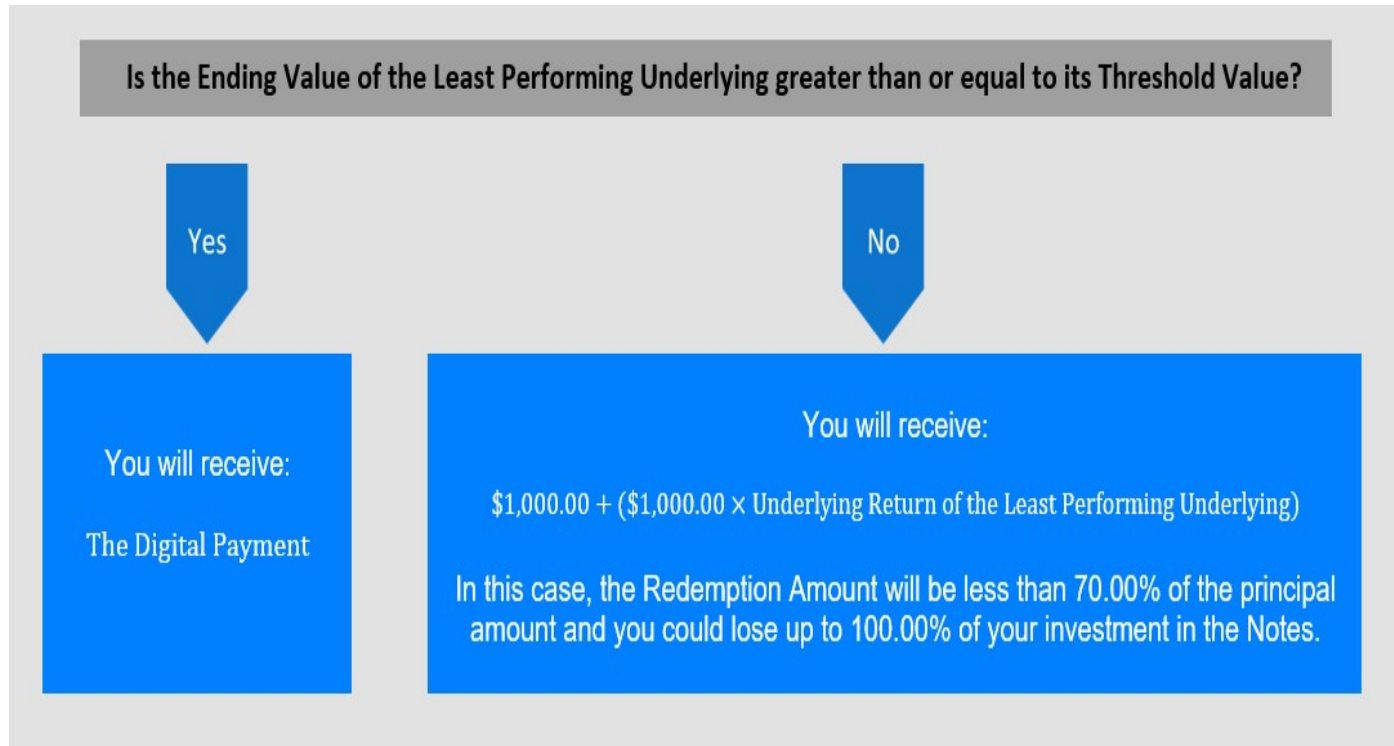 Is the Ending Value of the Least Performing Underlying greater than or equal to its Threshold Value?
Yes
No
You will receive:
The Digital Payment
You will receive:
$1,000.00 + ($1,000.00 × Underlying Return of the Least Performing Underlying)
In this case, the Redemption Amount will be less than 70.00% of the principal
amount and you could lose up to 100.00% of your investment in the Notes.